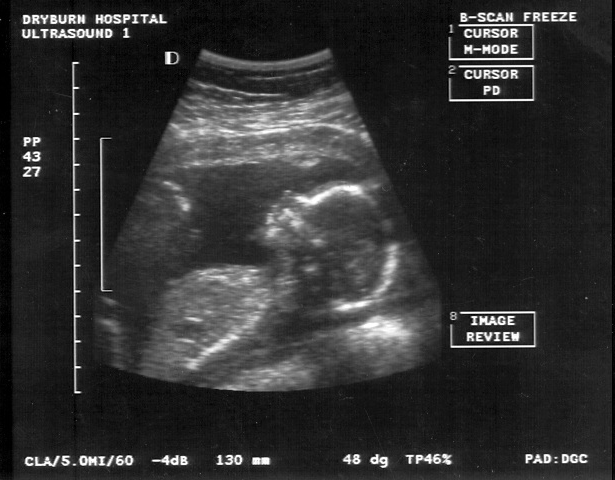 DRYBURN HOSPITAL
ULTRASOUND 1
B-SCAN FREEZE
1 CURSOR
M-MODE
2 CURSOR
PD
D
PP
43
27
8 IMAGE
REVIEW
CLA/5.0MI/60 -4dB 130 mm 48 dg TP46% PAD:DGC